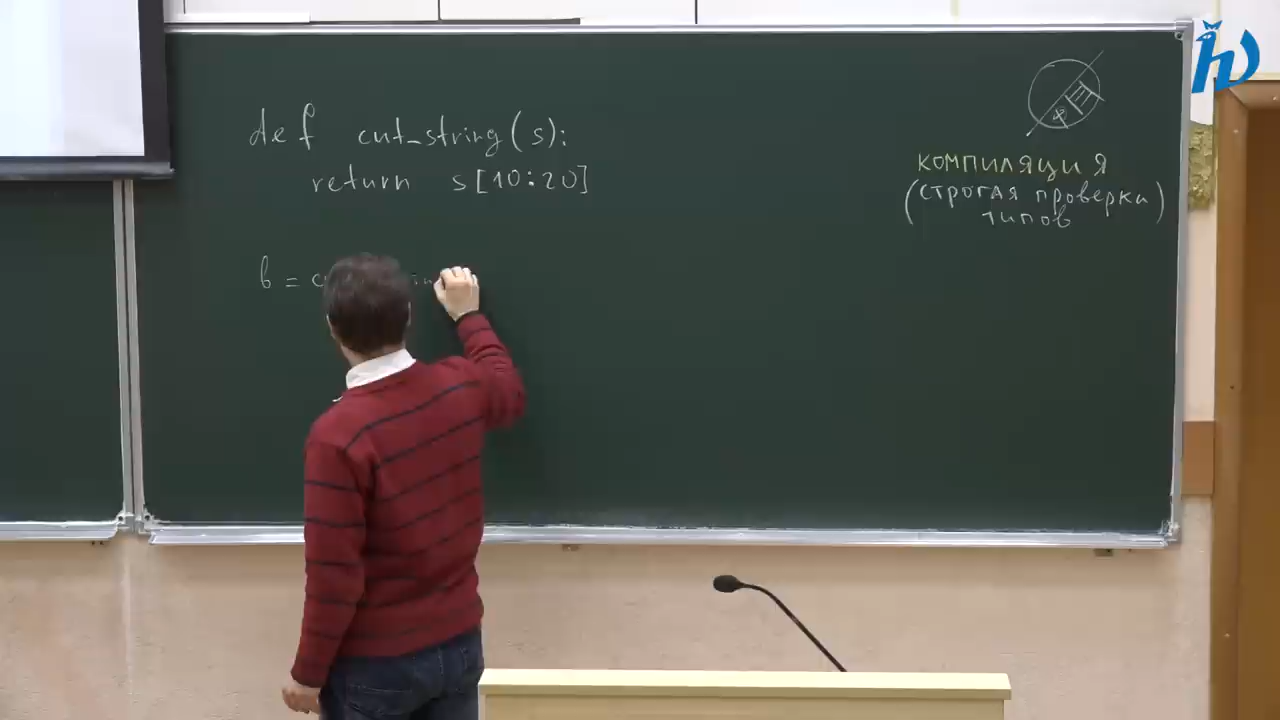 def cut_string(s):
return s[10:20]
b = c
компиляция
(строгая проверка
типов)